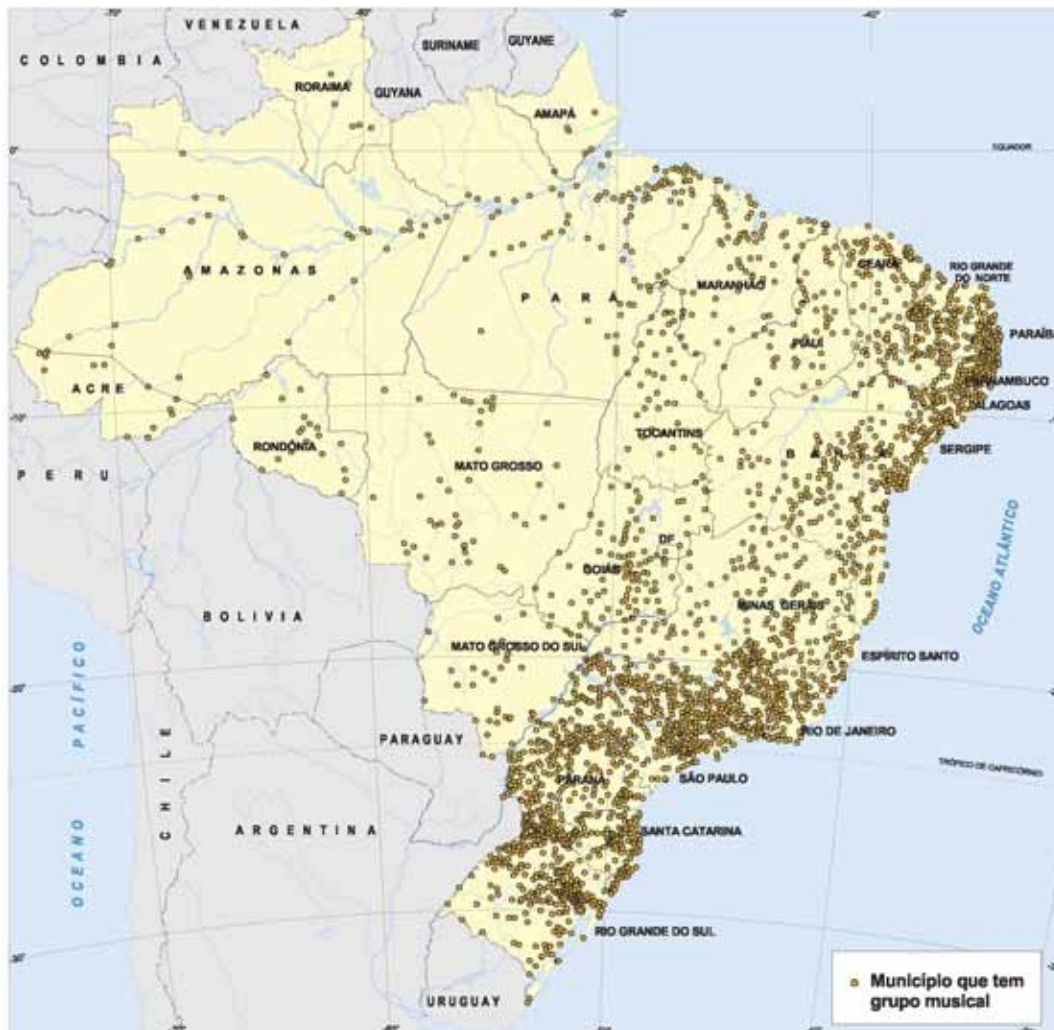 VENEZUELA
COLOMBIA
SURINAME
GUYANE
GUYANA
RORAIMA
AMAPÁ
EQUADOR
0°
AMAZONAS
PARÁ
MARANHÃO
CEARÁ
RIO GRANDE
DO NORTE
PARAÍBA
PIAUÍ
PERNAMBUCO
ALAGOAS
SERGIPE
ACRE
RONDÔNIA
TOCANTINS
BAHIA
PERU
MATO GROSSO
DF
GOIÁS
BOLIVIA
MINAS GERAIS
MATO GROSSO DO SUL
ESPÍRITO SANTO
OCEANO ATLÂNTICO
OCEANO PACÍFICO
CHILE
PARAGUAY
RIO DE JANEIRO
TRÓPICO DE CAPRICÓRNIO
SÃO PAULO
PARANÁ
ARGENTINA
SANTA CATARINA
RIO GRANDE DO SUL
URUGUAY
Município que tem
grupo musical